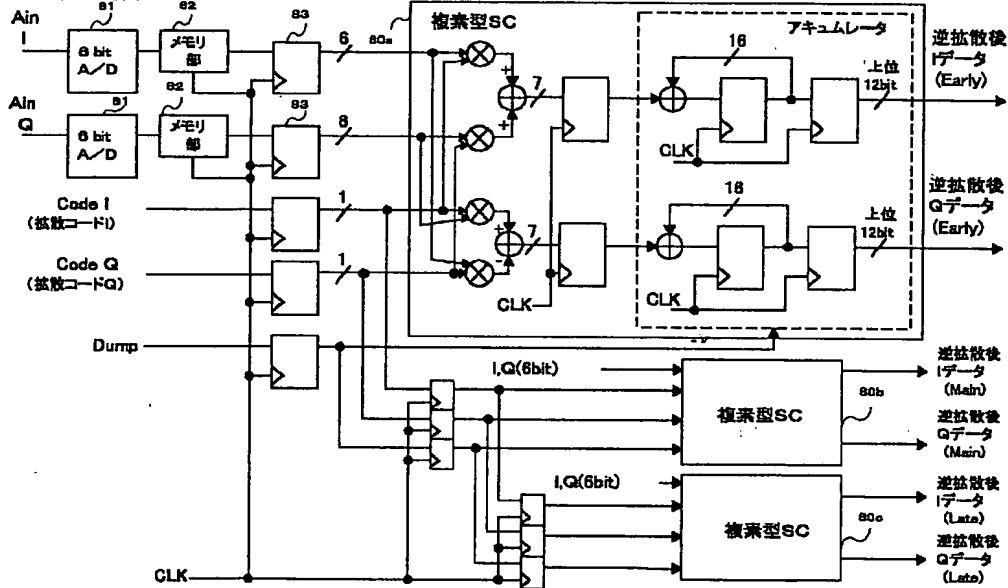 Ain
I
81
6 bit
A/D
82
メモリ
部
83
6
80a
複素型SC
アキュムレータ
16
7
+
+
上位
12bit
CLK
逆拡散後
Iデータ
(Early)
Ain
Q
81
6 bit
A/D
82
メモリ
部
83
6
Code I
(拡散コードI)
1
Code Q
(拡散コードQ)
1
+
-
7
CLK
16
上位
12bit
CLK
逆拡散後
Qデータ
(Early)
Dump
I,Q(6bit)
複素型SC
80b
逆拡散後
Iデータ
(Main)
逆拡散後
Qデータ
(Main)
I,Q(6bit)
複素型SC
80c
逆拡散後
Iデータ
(Late)
逆拡散後
Qデータ
(Late)
CLK